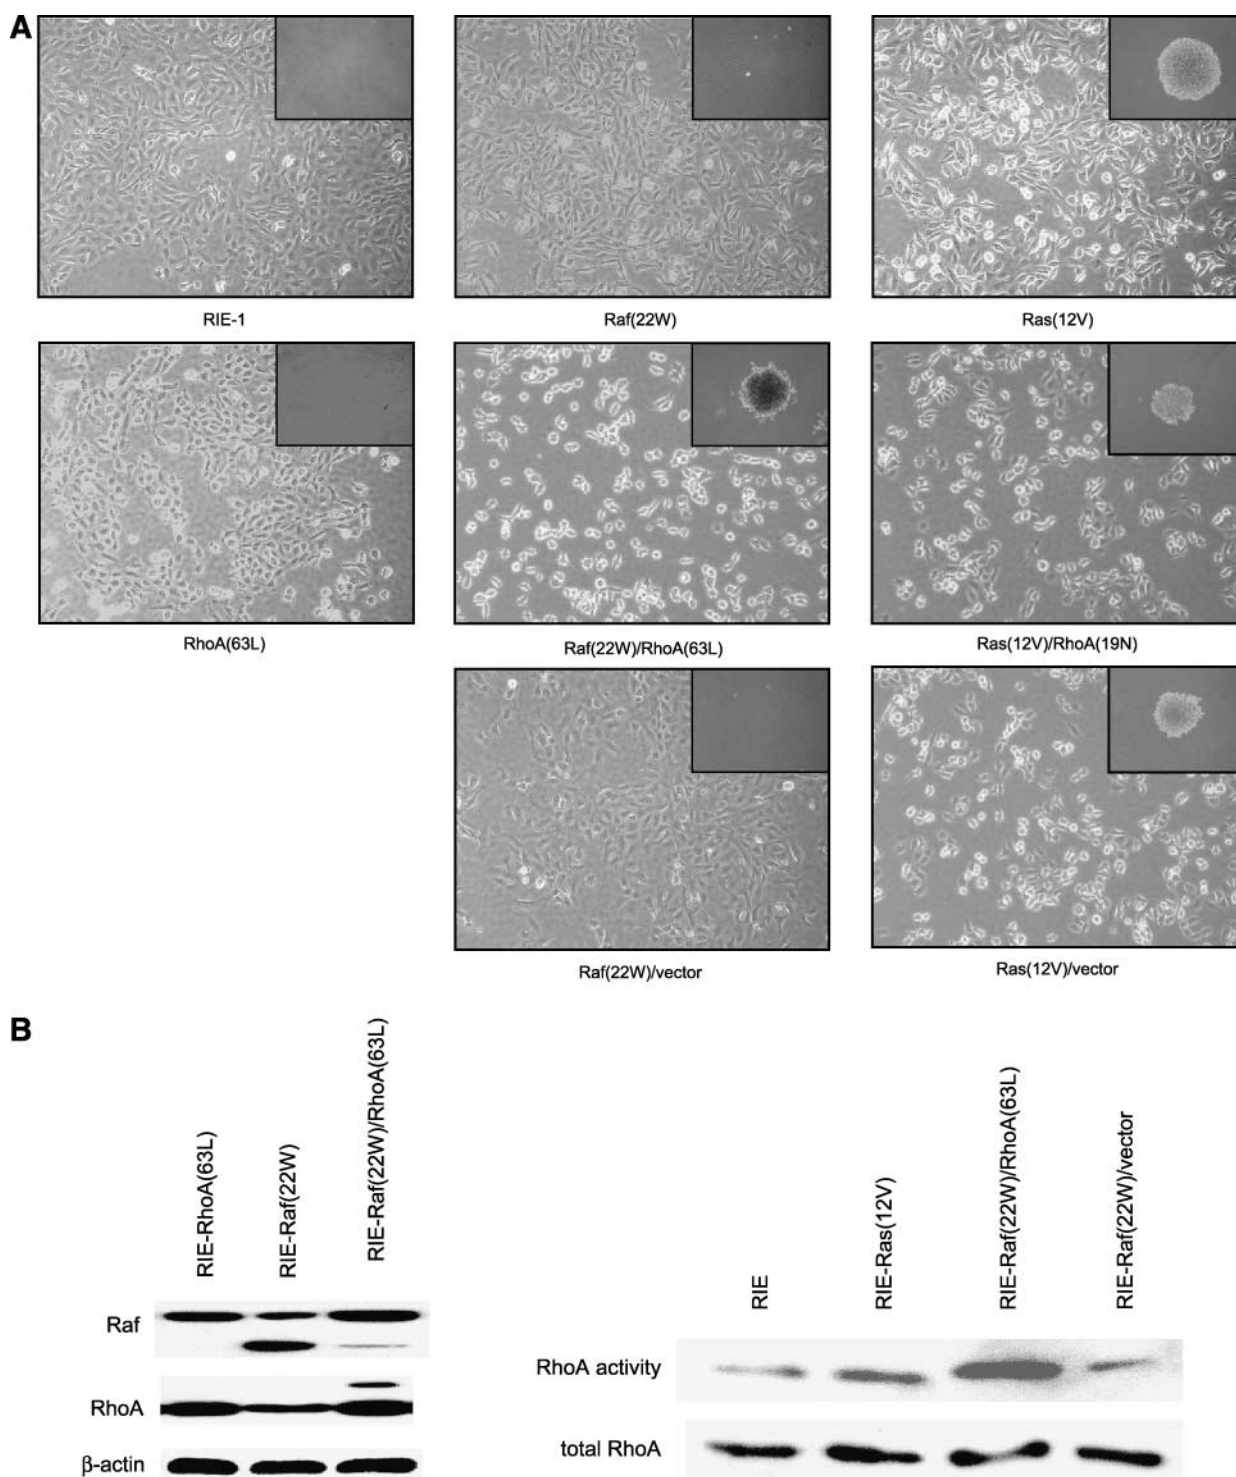 A
RIE-1
Raf(22W)
Ras(12V)
RhoA(63L)
Raf(22W)/RhoA(63L)
Ras(12V)/RhoA(19N)
Raf(22W)/vector
Ras(12V)/vector
B
RIE-RhoA(63L)
RIE-Raf(22W)
RIE-Raf(22W)/RhoA(63L)
Raf
RhoA
β-actin
RIE
RIE-Ras(12V)
RIE-Raf(22W)/RhoA(63L)
RIE-Raf(22W)/vector
RhoA activity
total RhoA